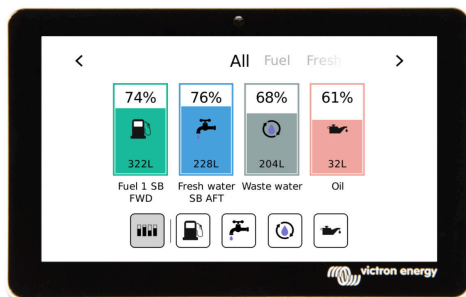 All Fuel Fresh
74% 76% 68% 61%
322L 228L 204L 32L
Fuel 1 SB Fresh water Waste water Oil
FWD SB AFT
victron energy